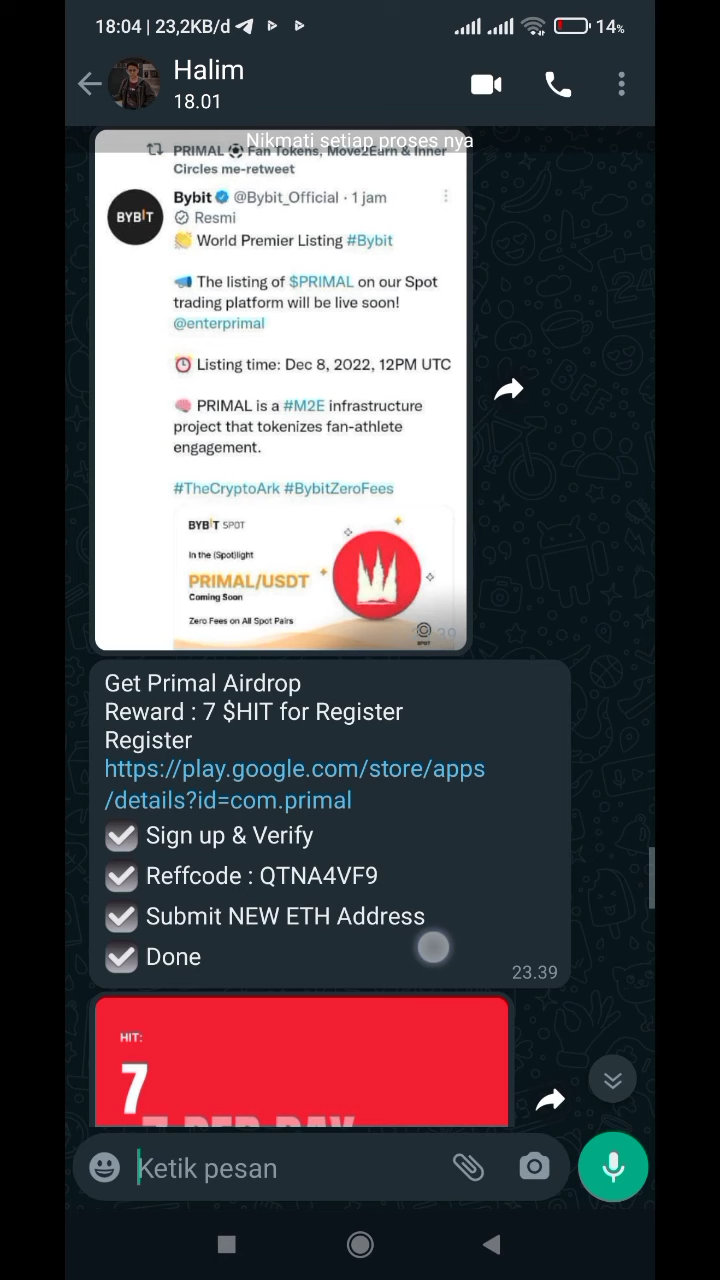 18:04 | 23,2KB/d
14%
Halim
18.01
Nikmati setiap proses nya
PRIMAL ⚽ Fan Tokens, Move2Earn & Inner
Circles me-retweet
BYBIT
Bybit @Bybit_Official · 1 jam
Resmi
👏 World Premier Listing #Bybit
📣 The listing of $PRIMAL on our Spot
trading platform will be live soon!
@enterprimal
⏰ Listing time: Dec 8, 2022, 12PM UTC
🧠 PRIMAL is a #M2E infrastructure
project that tokenizes fan-athlete
engagement.
#TheCryptoArk #BybitZeroFees
BYBIT SPOT
In the (Spot)light
PRIMAL/USDT
Coming Soon
Zero Fees on All Spot Pairs
Get Primal Airdrop
Reward : 7 $HIT for Register
Register
https://play.google.com/store/apps
/details?id=com.primal
☑ Sign up & Verify
☑ Reffcode : QTNA4VF9
☑ Submit NEW ETH Address
☑ Done
23.39
HIT:
7
7 PER DAY
Ketik pesan